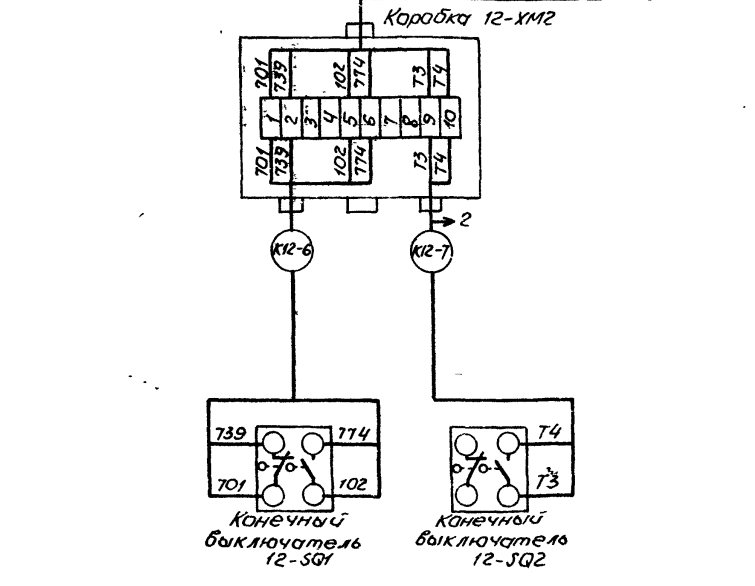 Коробка 12-ХМ2
701 739 102 774 Т3 Т4
1 2 3 4 5 6 7 8 9 10
701 739 102 774 Т3 Т4
2
К12-6 К12-7
739 774 Т4
701 102 Т3
Конечный
выключатель
12-SQ1
Конечный
выключатель
12-SQ2